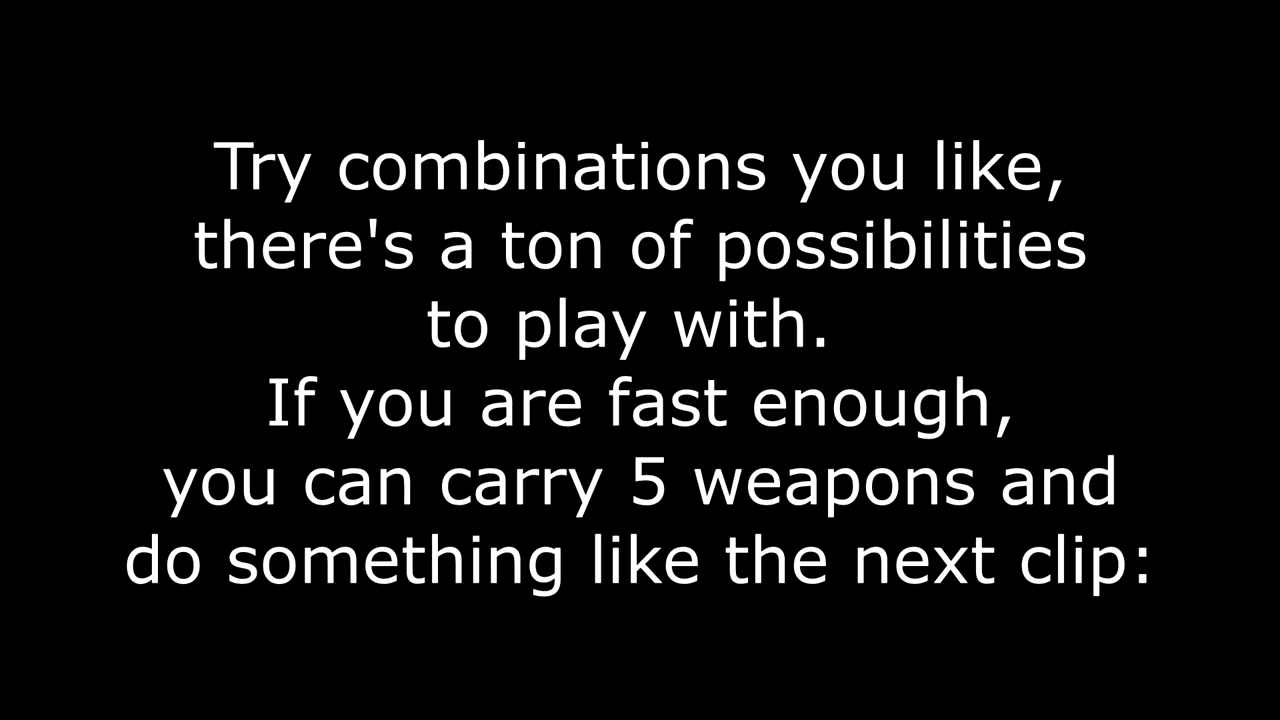 Try combinations you like,
there's a ton of possibilities
to play with.
If you are fast enough,
you can carry 5 weapons and
do something like the next clip: